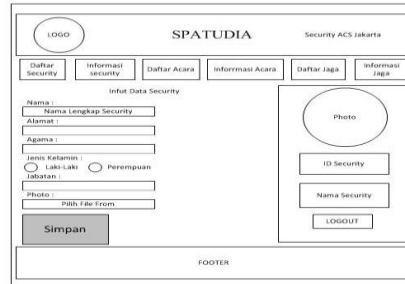 LOGO
SPATUDIA
Security ACS Jakarta
Daftar Security
Informasi security
Daftar Acara
Inforrmasi Acara
Daftar Jaga
Informasi Jaga
Infut Data Security
Nama :
Nama Lengkap Security
Alamat :
Agama :
Jenis Kelamin :
Laki-Laki
Perempuan
Jabatan :
Photo :
Pilih File From
Simpan
Photo
ID Security
Nama Security
LOGOUT
FOOTER